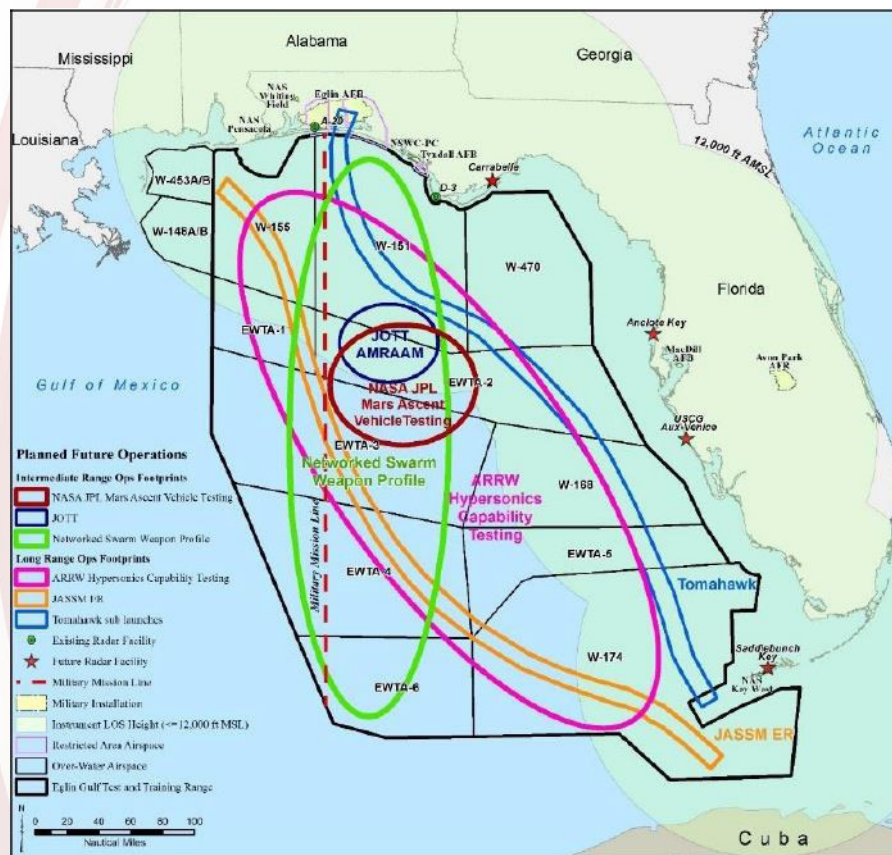 Mississippi
Alabama
Georgia
Louisiana
NAS
Whiting
Field
Eglin AFB
A-20
NAS
Pensacola
NSWC-PC
Tyndall AFB
D-3
Carrabelle
12,000 ft AMSL
Atlantic
Ocean
W-453A/B
W-148A/B
W-155
W-151
W-470
Florida
EWTA-1
JOTT
AMRAAM
Anclote Key
MacDill
AFB
Avon Park
AFR
Gulf of Mexico
EWTA-2
NASA JPL
Mars Ascent
VehicleTesting
USCG
Aux-Venice
EWTA-3
Networked Swarm
Weapon Profile
W-168
ARRW
Hypersonics
Capability
Testing
Military Mission Line
EWTA-5
EWTA-4
Tomahawk
W-174
Saddlebunch
Key
NAS
Key West
EWTA-6
JASSM ER
Cuba
Planned Future Operations
Intermediate Range Ops Footprints
NASA JPL Mars Ascent Vehicle Testing
JOTT
Networked Swarm Weapon Profile
Long Range Ops Footprints
ARRW Hypersonics Capability Testing
JASSM ER
Tomahawk sub launches
Existing Radar Facility
Future Radar Facility
Military Mission Line
Military Installation
Instrument LOS Height (<=12,000 ft MSL)
Restricted Area Airspace
Over-Water Airspace
Eglin Gulf Test and Training Range
N
0 20 40 60 80 100
Nautical Miles